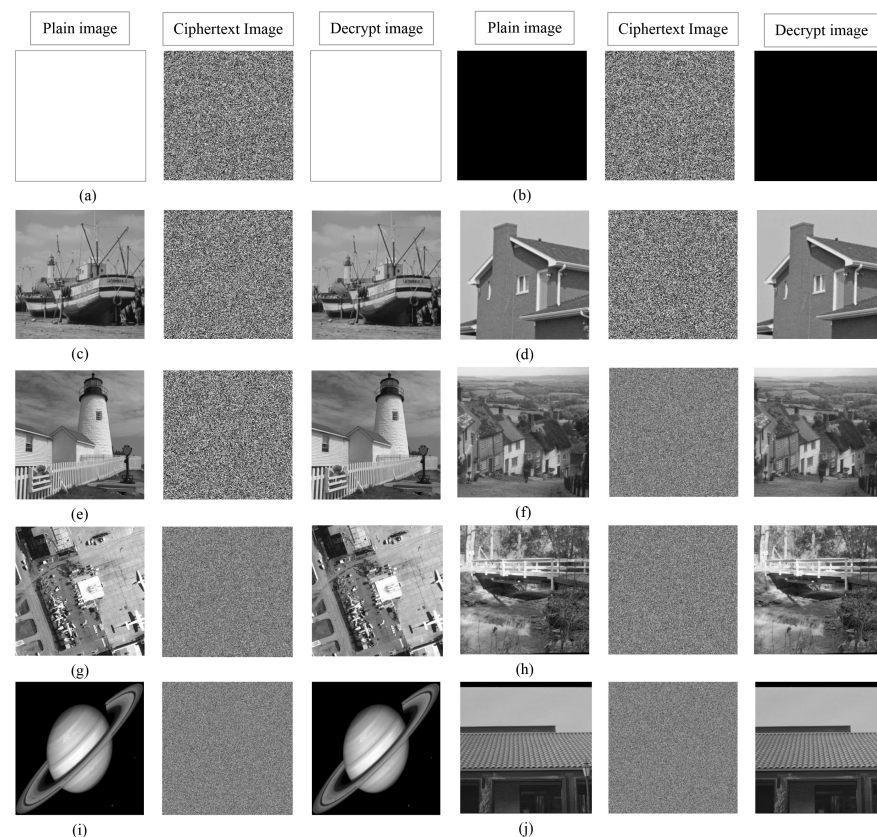 Plain image Ciphertext Image Decrypt image Plain image Ciphertext Image Decrypt image
(a) (b)
(c) (d)
(e) (f)
(g) (h)
(i) (j)